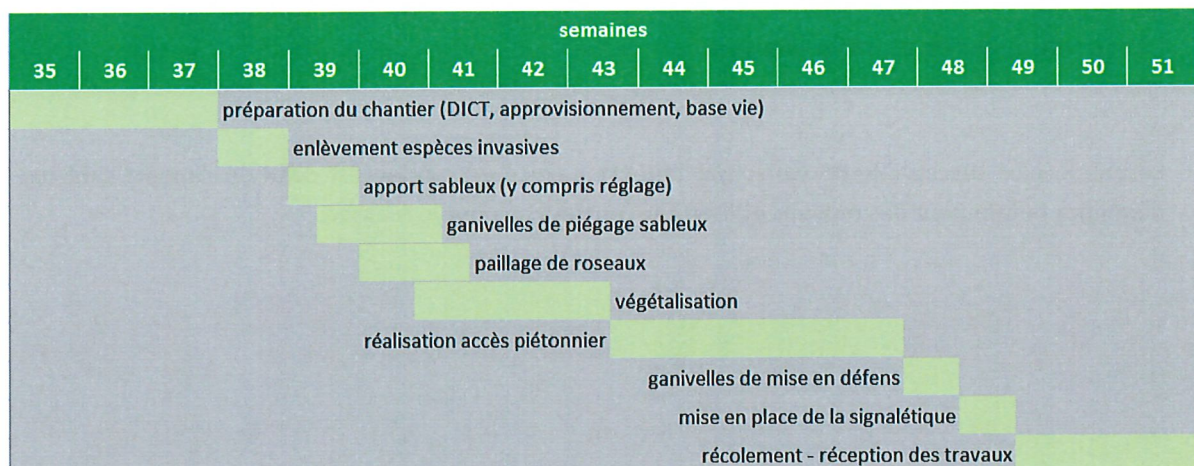 semaines
35 36 37 38 39 40 41 42 43 44 45 46 47 48 49 50 51
préparation du chantier (DICT, approvisionnement, base vie)
enlèvement espèces invasives
apport sableux (y compris réglage)
ganivelles de piégage sableux
paillage de roseaux
végétalisation
réalisation accès piétonnier
ganivelles de mise en défens
mise en place de la signalétique
récolement - réception des travaux